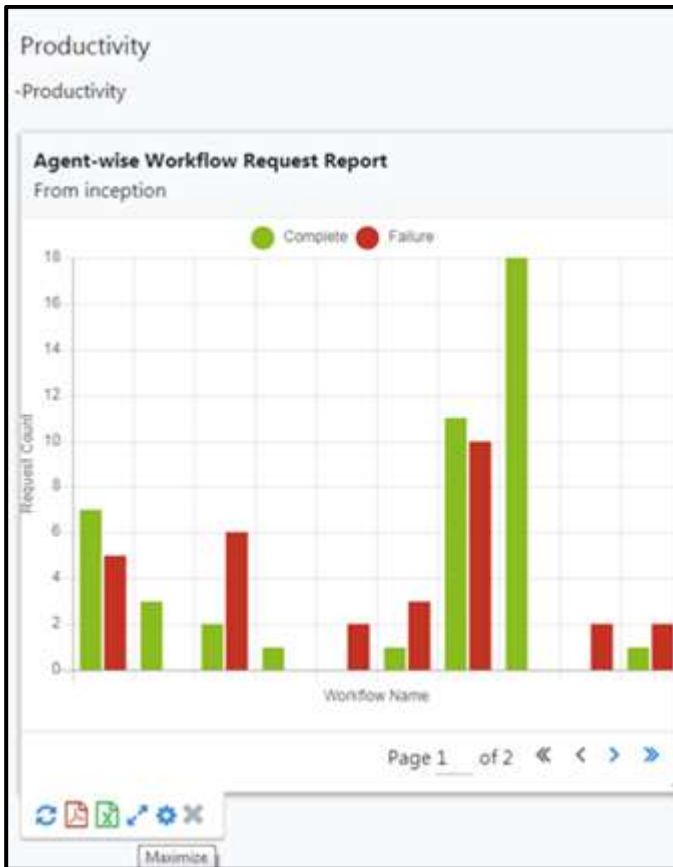 Productivity
-Productivity
Agent-wise Workflow Request Report
From inception
Complete Failure
18
16
14
12
10
8
6
4
2
0
Request Count
Workflow Name
Page 1 of 2
Maximize